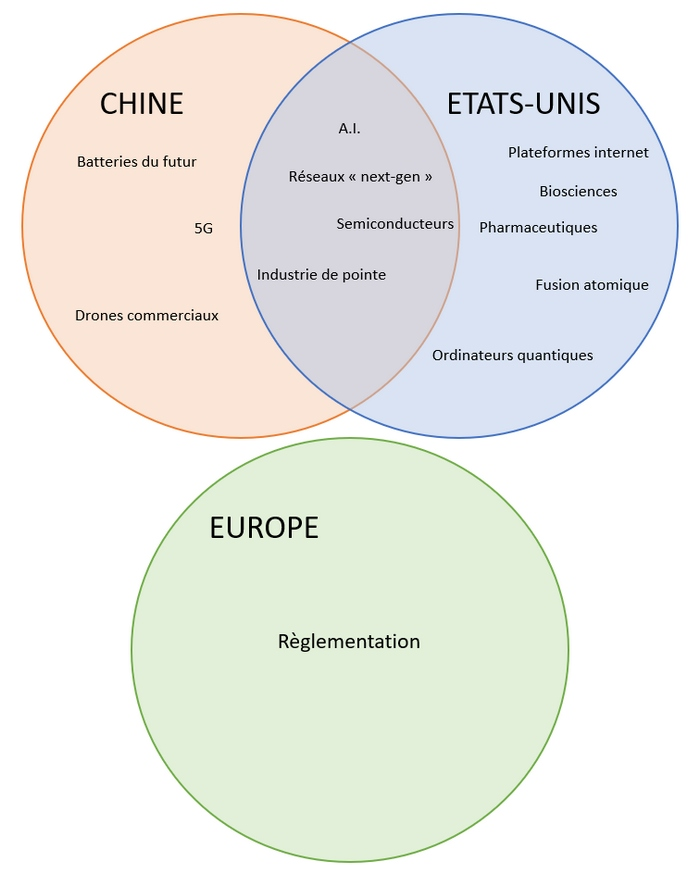 CHINE
Batteries du futur
5G
Drones commerciaux
A.I.
Réseaux « next-gen »
Semiconducteurs
Industrie de pointe
ETATS-UNIS
Plateformes internet
Biosciences
Pharmaceutiques
Fusion atomique
Ordinateurs quantiques
EUROPE
Règlementation